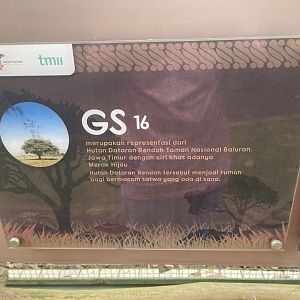 tmii
GS 16
merupakan representasi dari
Hutan Dataran Rendah Taman Nasional Baluran,
Jawa Timur dengan ciri khas adanya
Merak Hijau
Hutan Dataran Rendah tersebut menjadi rumah
bagi bermacam satwa yang ada di sana.